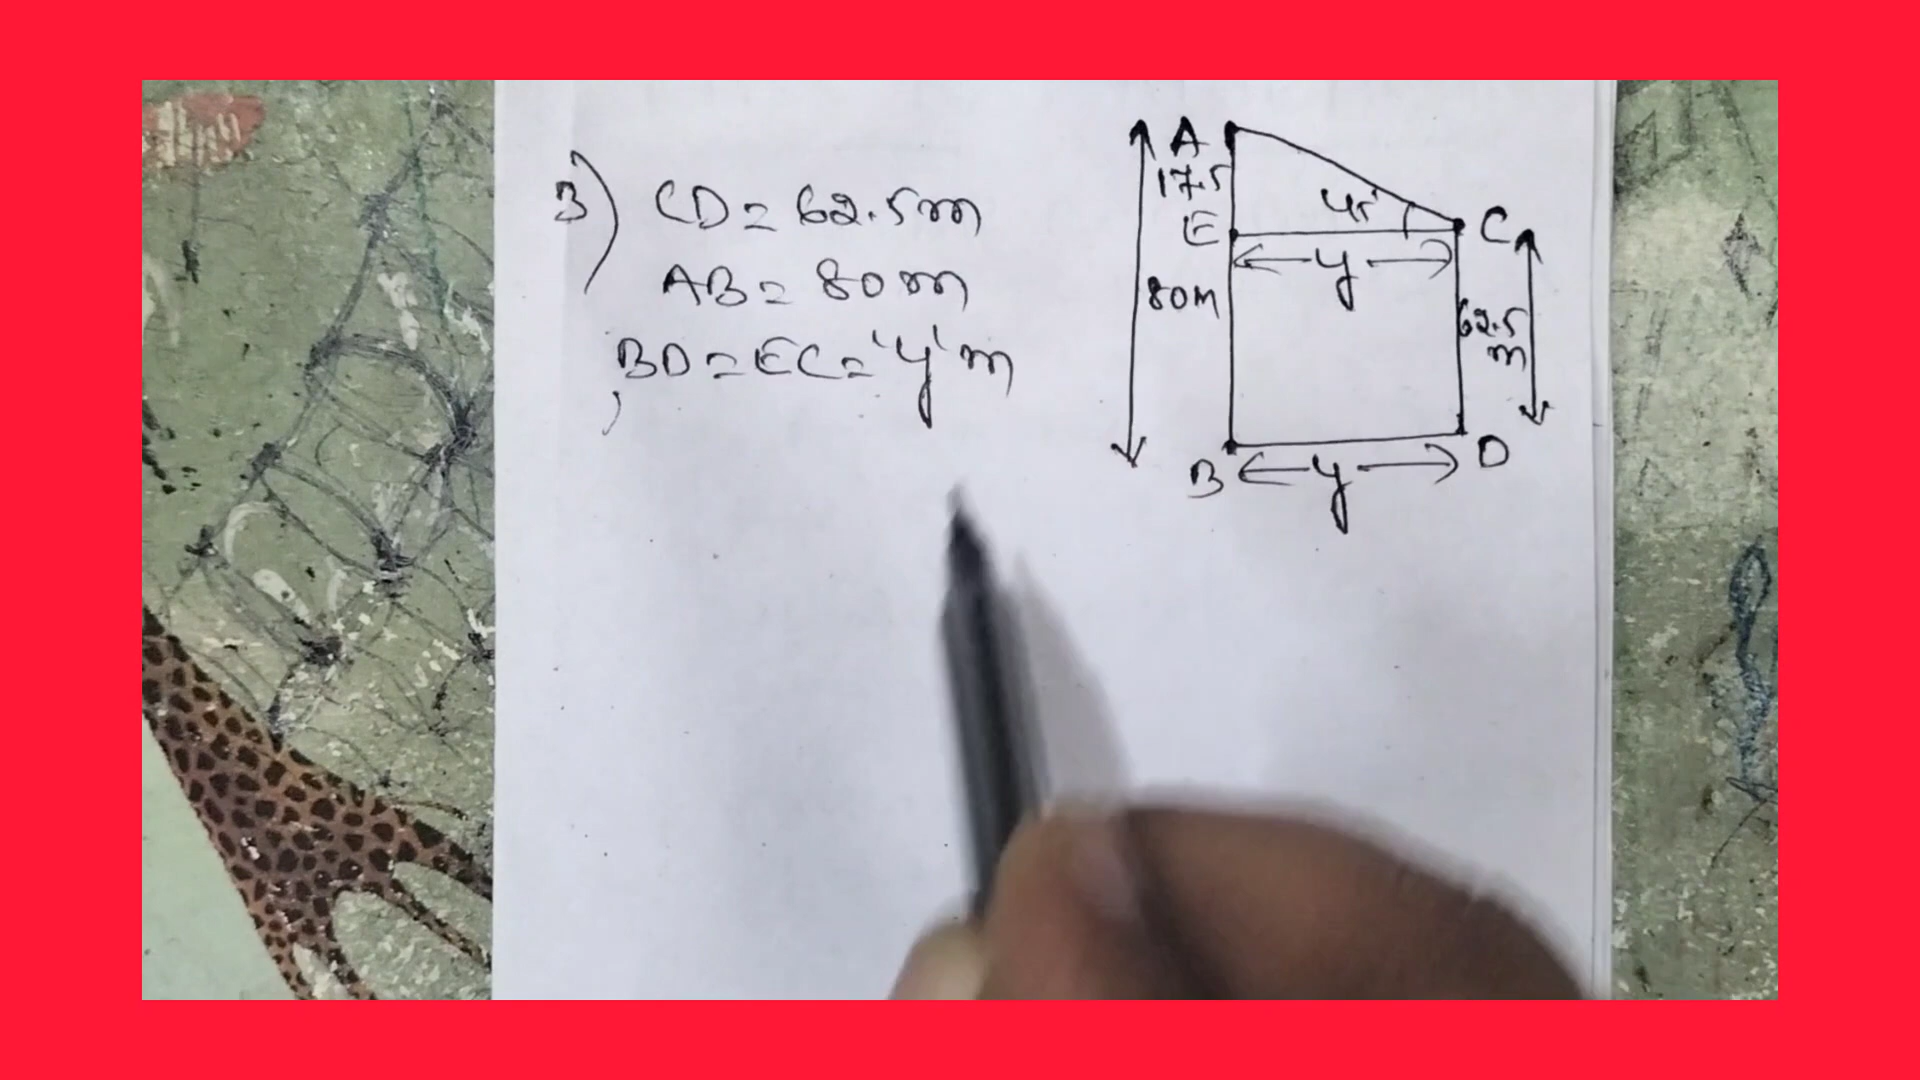 3) CD = 62.5m
AB = 80m
, BD = EC = 'y' m
A
17.5
45°
E
C
y
80m
62.5
m
B
y
D